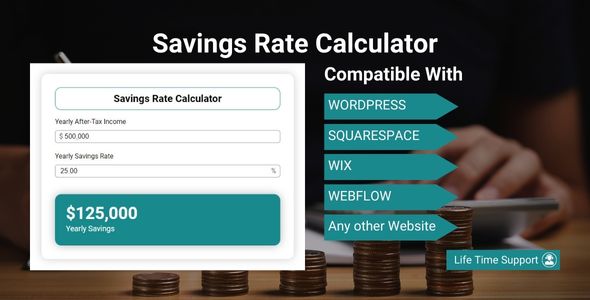 Savings Rate Calculator
Savings Rate Calculator
Yearly After-Tax Income
$ 500,000
Yearly Savings Rate
25.00 %
$125,000
Yearly Savings
Compatible With
WORDPRESS
SQUARESPACE
WIX
WEBFLOW
Any other Website
Life Time Support